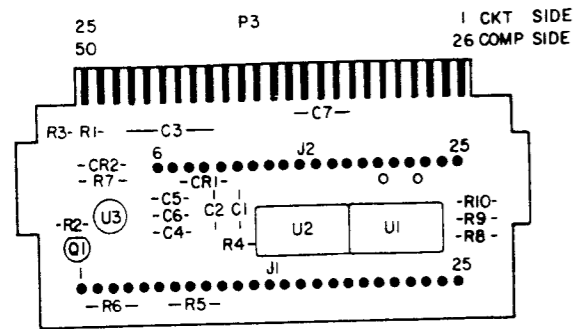 25 P3 1 CKT SIDE
50 26 COMP SIDE
-C7-
R3- R1- -C3- 6 J2 25
-CR2- -CR1-
-R7-
-C5- C2 C1 -R10-
-R2- U3 -C6- U2 U1 -R9-
-C4- R4- -R8-
Q1
1 J1 25
-R6- -R5-